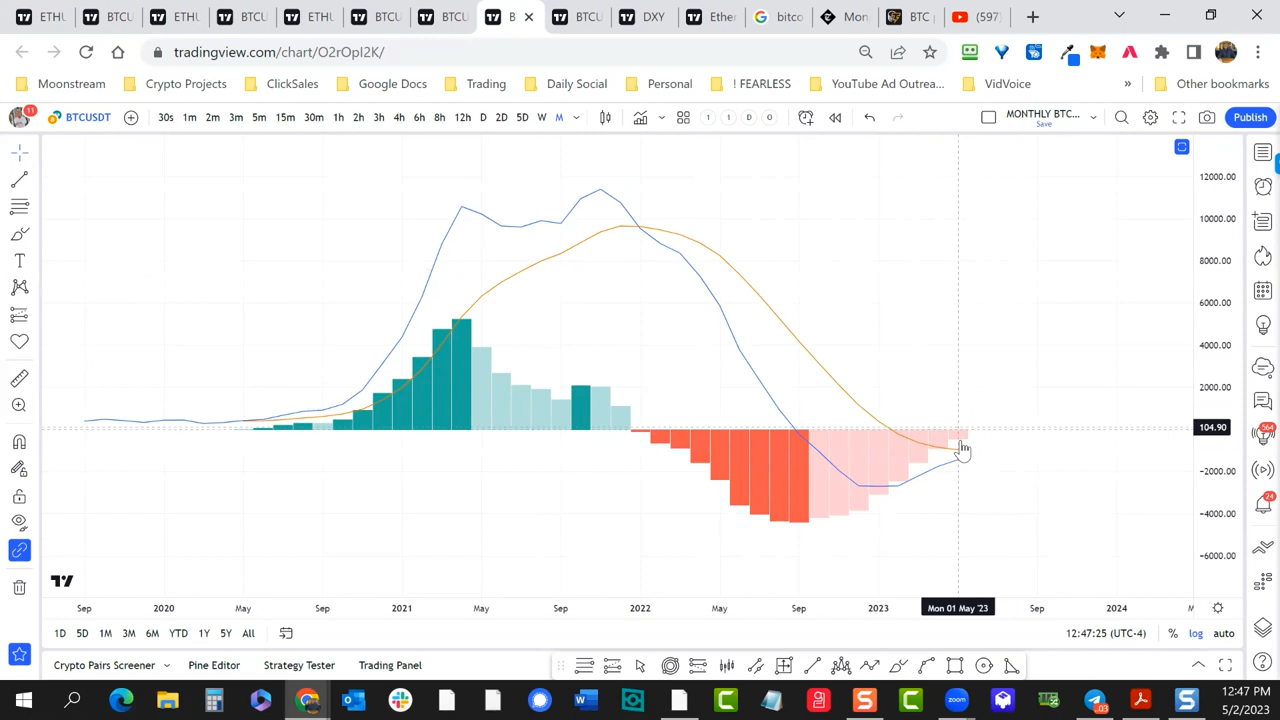 ETHU BTCU ETHU BTCU ETHU BTCU BTCU B BTCU DXY Ether bitco Mon BTC (597)
tradingview.com/chart/O2rOpI2K/
Moonstream Crypto Projects ClickSales Google Docs Trading Daily Social Personal ! FEARLESS YouTube Ad Outrea... VidVoice » Other bookmarks
11 BTCUSDT 30s 1m 2m 3m 5m 15m 30m 1h 2h 3h 4h 6h 8h 12h D 2D 5D W M 1 1 D O MONTHLY BTC... Publish
Save
12000.00
10000.00
8000.00
6000.00
4000.00
2000.00
104.90
564
−2000.00
24
−4000.00
−6000.00
Sep 2020 May Sep 2021 May Sep 2022 May Sep 2023 Mon 01 May '23 Sep 2024 M
1D 5D 1M 3M 6M YTD 1Y 5Y All 12:47:25 (UTC-4) % log auto
Crypto Pairs Screener Pine Editor Strategy Tester Trading Panel
12:47 PM
5/2/2023